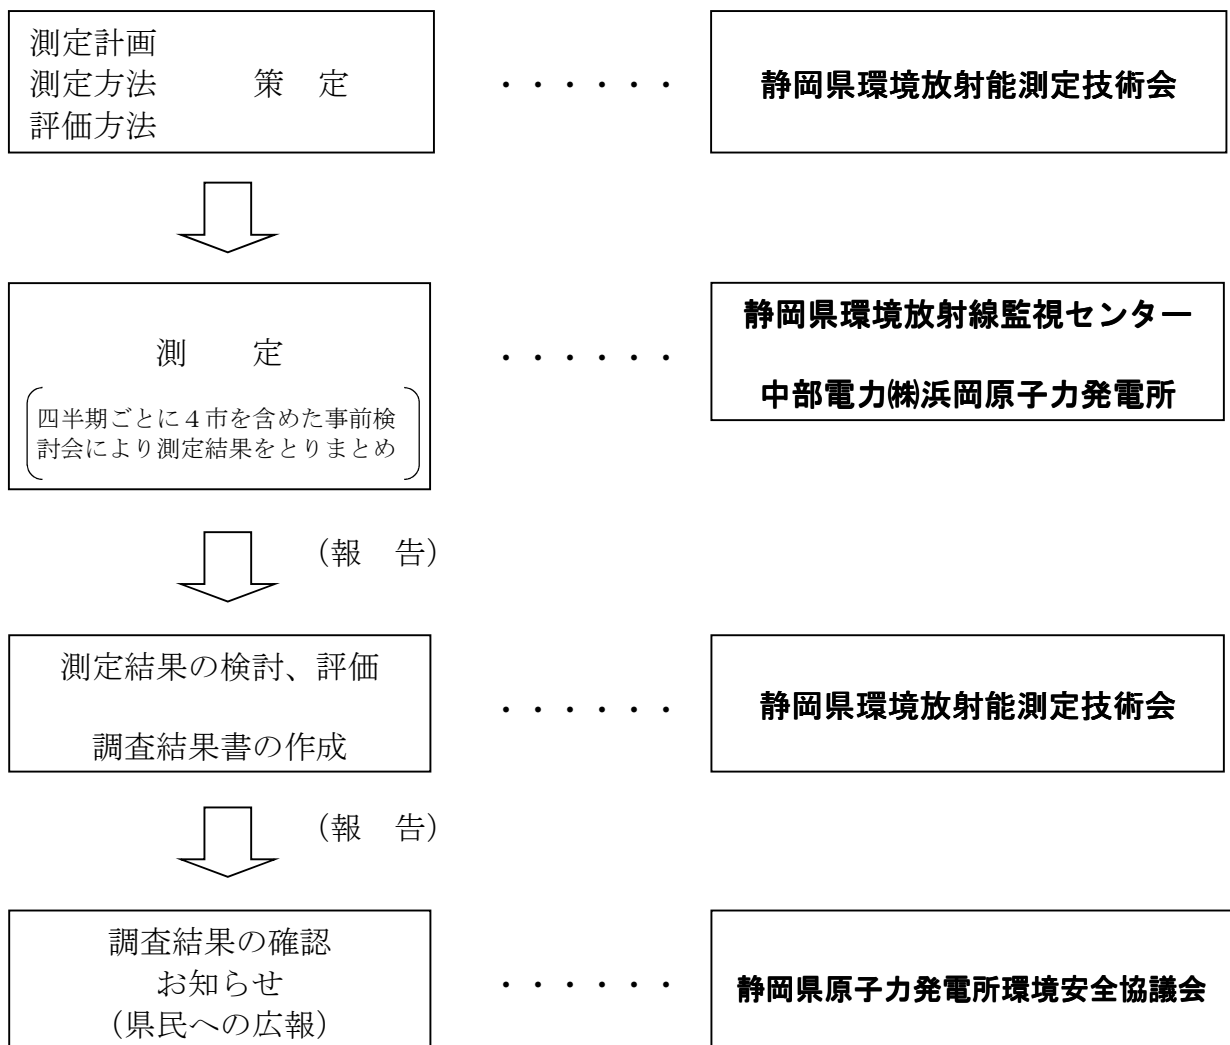 測定計画
測定方法　　　策　定
評価方法
・・・・・・
静岡県環境放射能測定技術会
測　　定
四半期ごとに４市を含めた事前検
討会により測定結果をとりまとめ
・・・・・・
静岡県環境放射線監視センター
中部電力㈱浜岡原子力発電所
（報　告）
測定結果の検討、評価
調査結果書の作成
・・・・・・
静岡県環境放射能測定技術会
（報　告）
調査結果の確認
お知らせ
（県民への広報）
・・・・・・
静岡県原子力発電所環境安全協議会